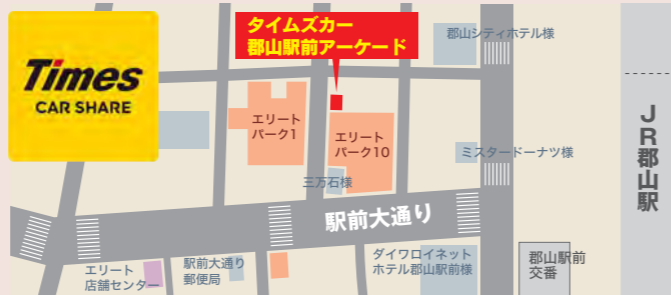 Times
CAR SHARE
タイムズカー
郡山駅前アーケード
郡山シティホテル様
エリート
パーク1
エリート
パーク10
三万石様
ミスタードーナツ様
JR郡山駅
駅前大通り
エリート
店舗センター
駅前大通り
郵便局
ダイワロイネット
ホテル郡山駅前様
郡山駅前
交番